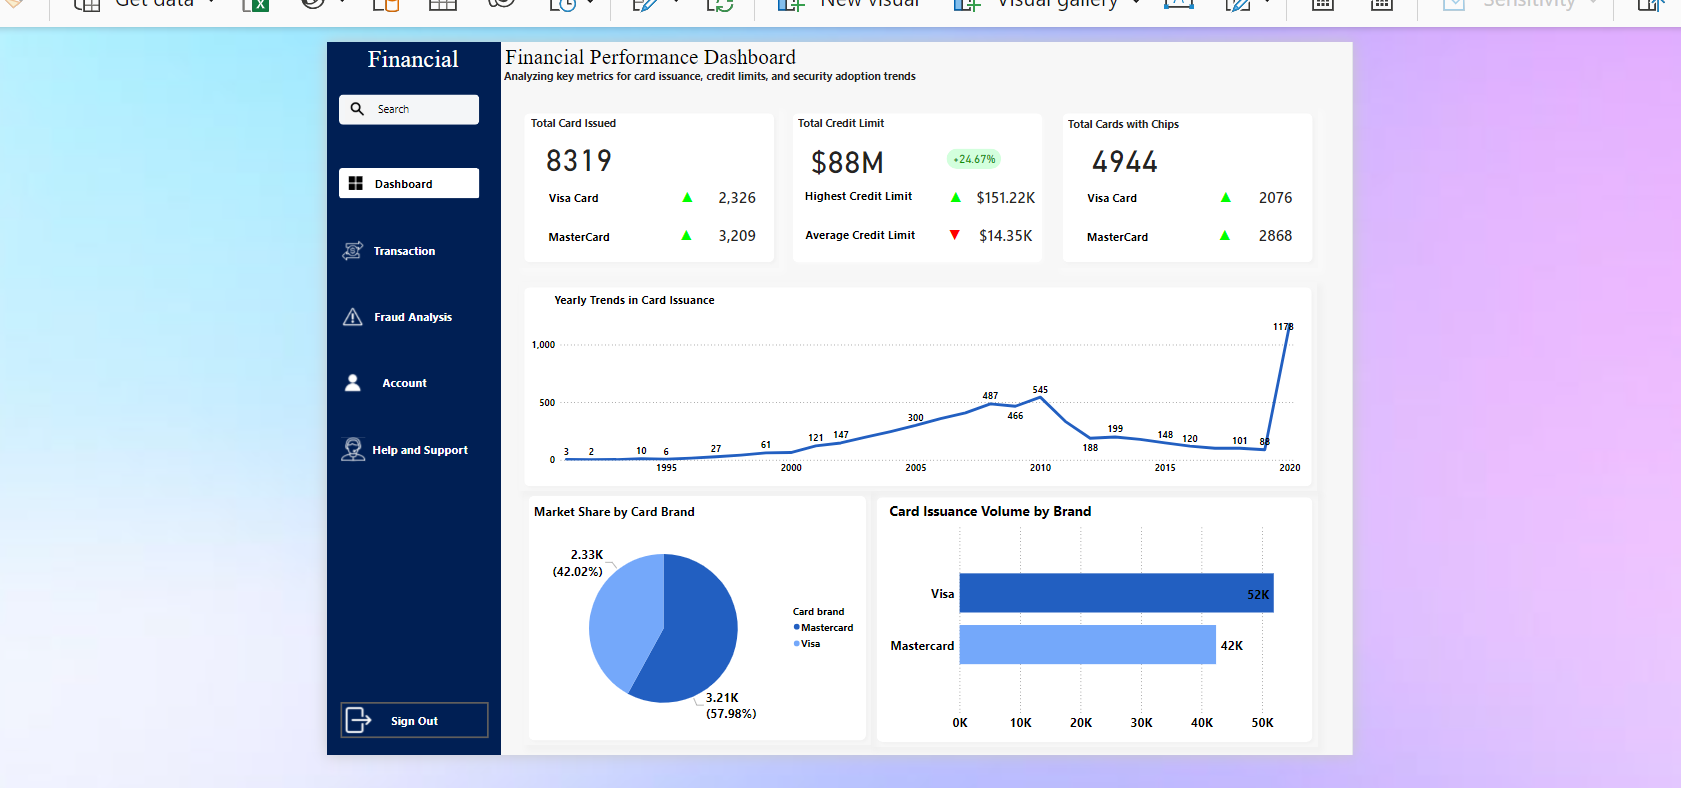 Get data
New visual
Visual gallery
Sensitivity
Financial
Search
Dashboard
Transaction
Fraud Analysis
Account
Help and Support
Sign Out
Financial Performance Dashboard
Analyzing key metrics for card issuance, credit limits, and security adoption trends
Total Card Issued
8319
Visa Card 2,326
MasterCard 3,209
Total Credit Limit
$88M
+24.67%
Highest Credit Limit $151.22K
Average Credit Limit $14.35K
Total Cards with Chips
4944
Visa Card 2076
MasterCard 2868
Yearly Trends in Card Issuance
1,000
500
0
3 2 10 6 27 61 121 147 300 487 466 545 188 199 148 120 101 88 1178
1995 2000 2005 2010 2015 2020
Market Share by Card Brand
2.33K
(42.02%)
3.21K
(57.98%)
Card brand
Mastercard
Visa
Card Issuance Volume by Brand
Visa 52K
Mastercard 42K
0K 10K 20K 30K 40K 50K